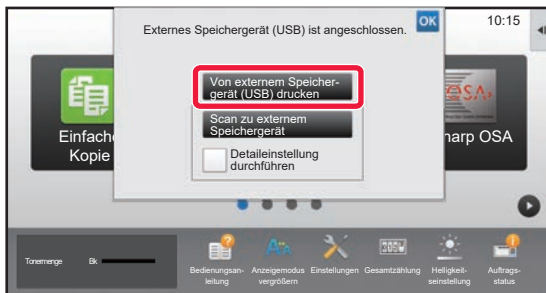 Externes Speichergerät (USB) ist angeschlossen.
OK
10:15
Von externem Speicher-
gerät (USB) drucken
Scan zu externem
Speichergerät
Detaileinstellung
durchführen
Einfache
Kopie
OSA
harp OSA
Tonermenge
Bk
Bedienungsan-
leitung
Anzeigemodus
vergrößern
Einstellungen
Gesamtzählung
Helligkeit-
seinstellung
Auftrags-
status